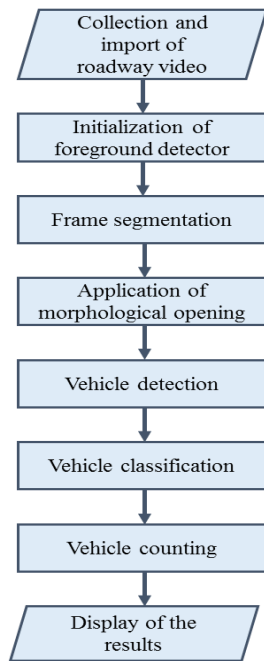 Collection and
import of
roadway video
Initialization of
foreground detector
Frame segmentation
Application of
morphological opening
Vehicle detection
Vehicle classification
Vehicle counting
Display of the
results